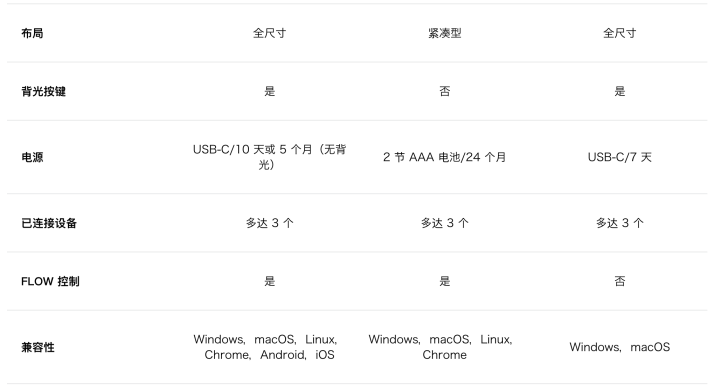 布局 全尺寸 紧凑型 全尺寸
背光按键 是 否 是
电源 USB-C/10 天或 5 个月（无背光） 2 节 AAA 电池/24 个月 USB-C/7 天
已连接设备 多达 3 个 多达 3 个 多达 3 个
FLOW 控制 是 是 否
兼容性 Windows，macOS，Linux，Chrome，Android，iOS Windows，macOS，Linux，Chrome Windows，macOS